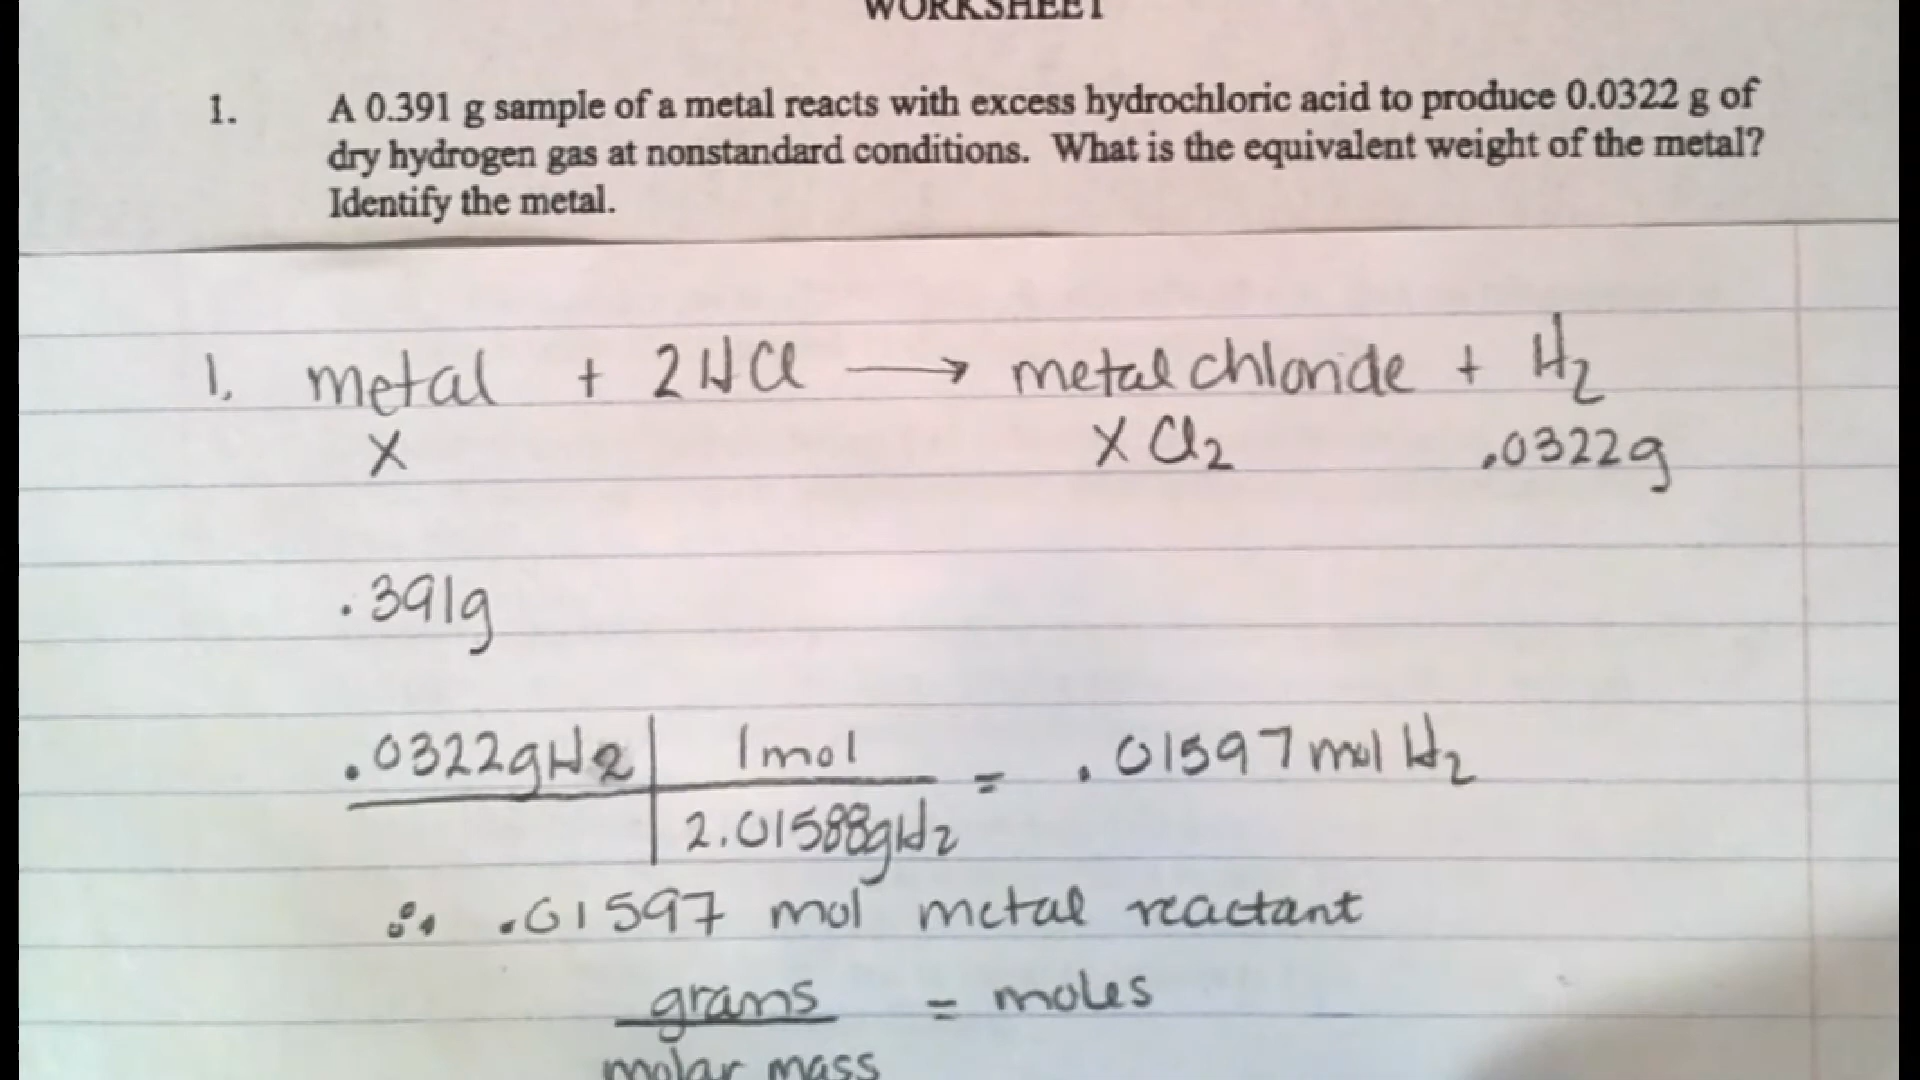 WORKSHEET
1. A 0.391 g sample of a metal reacts with excess hydrochloric acid to produce 0.0322 g of
dry hydrogen gas at nonstandard conditions. What is the equivalent weight of the metal?
Identify the metal.
1. metal + 2HCl → metal chloride + H₂
X XCl₂ .0322g
.391g
.0322gH2 | 1mol = .01597 mol H₂
2.01588gH₂
∴ .01597 mol metal reactant
grams = moles
molar mass